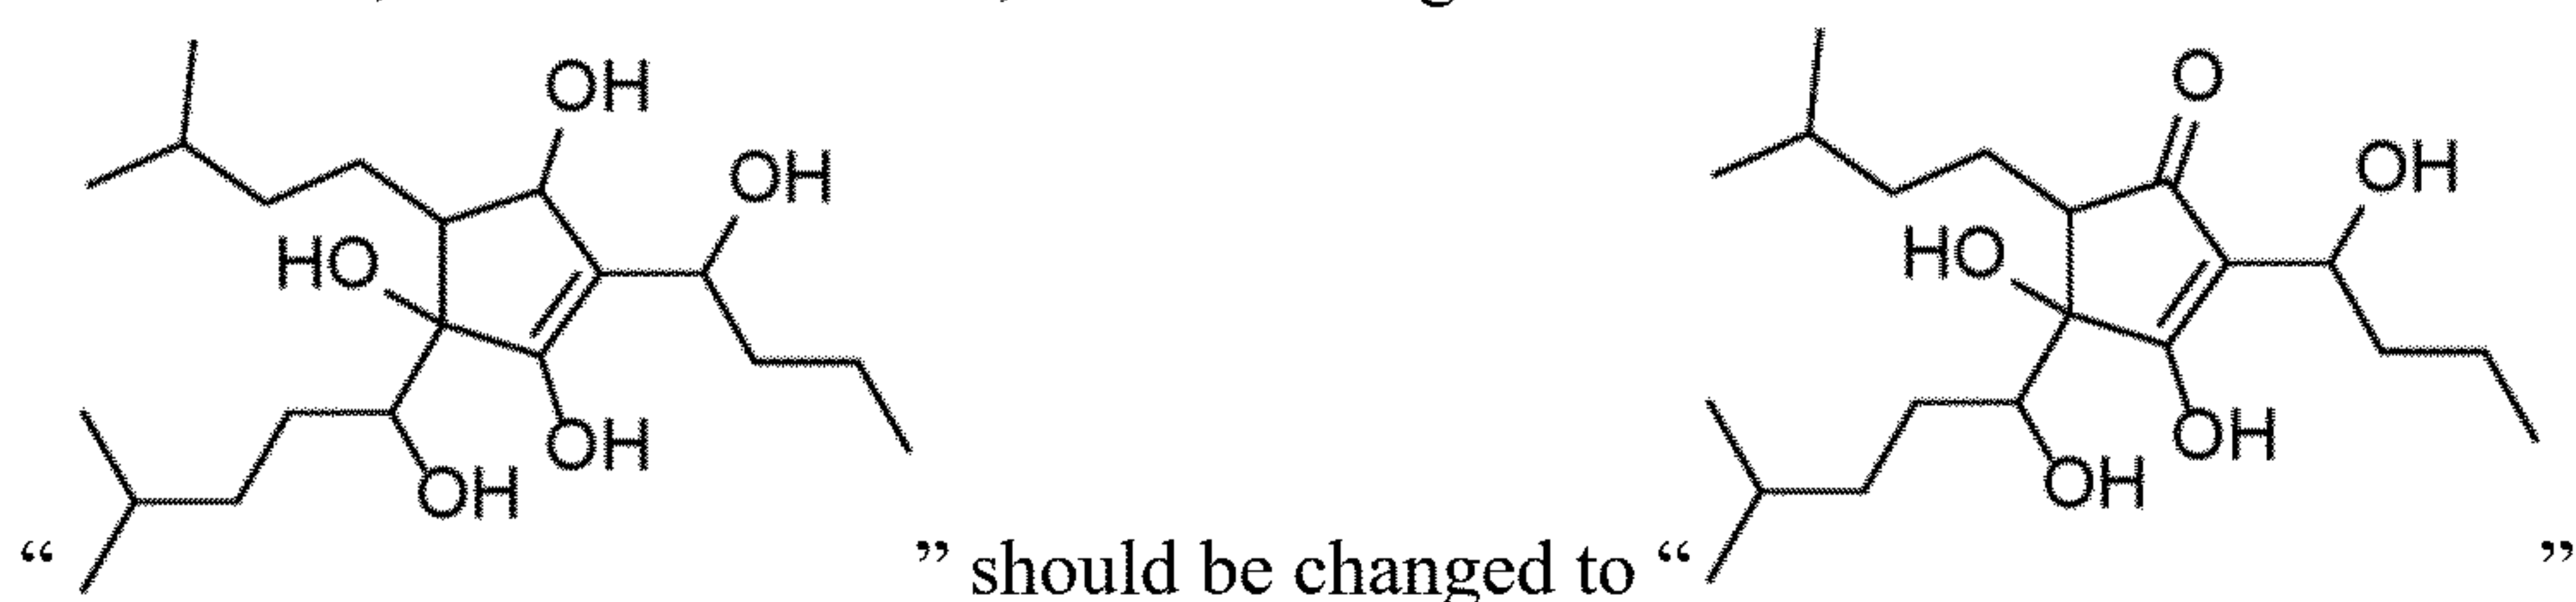 OH O
OH OH
HO HO
OH OH
OH OH
“ ” should be changed to “ ”